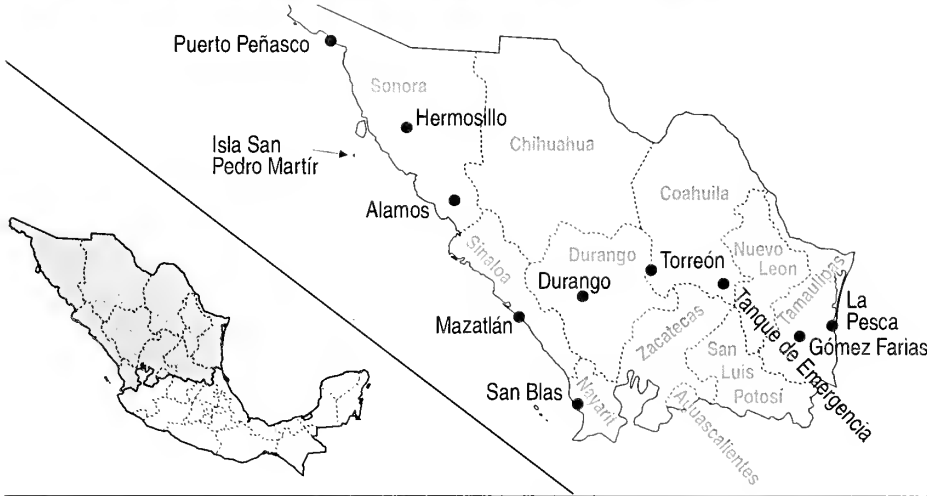 Puerto Peñasco
Sonora
Hermosillo
Chihuahua
Isla San
Pedro Martír
Coahuila
Alamos
Sinaloa
Durango
Nuevo
Leon
Torreón
Durango
Tamaulipas
La
Pesca
Mazatlán
Zacatecas
Tanque de Emergencia
Gómez Farias
San
Luis
Potosí
San Blas
Nayarit
Auuascalientes